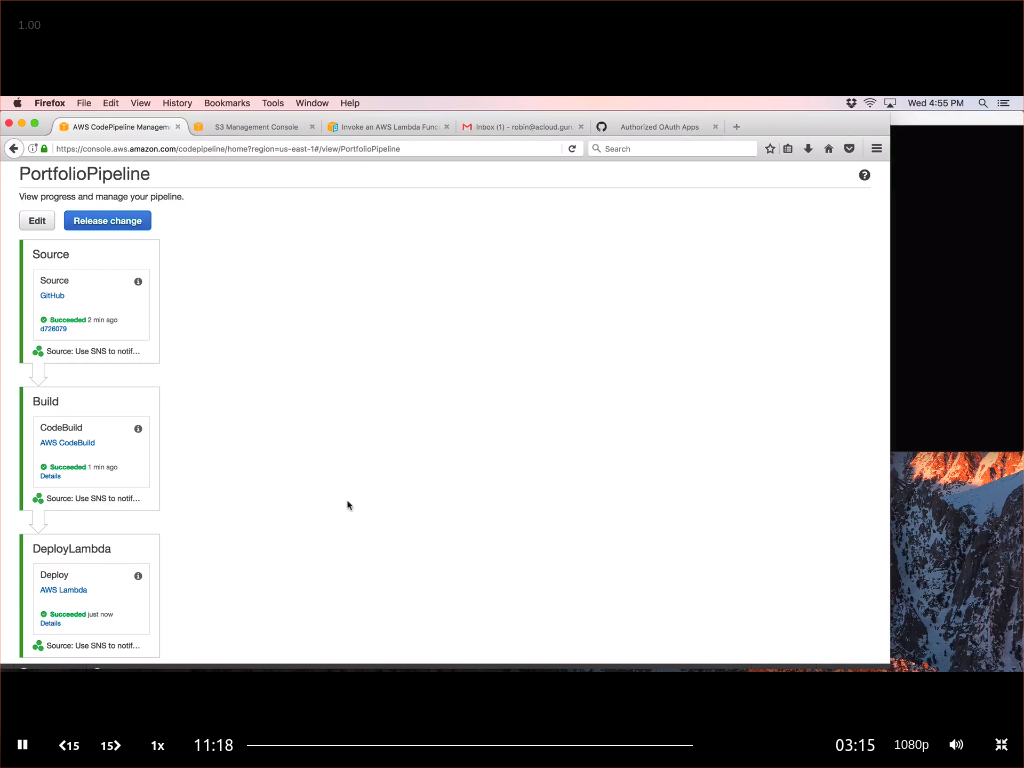 1.00
Firefox File Edit View History Bookmarks Tools Window Help Wed 4:55 PM
AWS CodePipeline Managem S3 Management Console Invoke an AWS Lambda Func Inbox (1) - robin@acloud.gur Authorized OAuth Apps
https://console.aws.amazon.com/codepipeline/home?region=us-east-1#/view/PortfolioPipeline Search
PortfolioPipeline
View progress and manage your pipeline.
Edit Release change
Source
Source
GitHub
Succeeded 2 min ago
d726079
Source: Use SNS to notif...
Build
CodeBuild
AWS CodeBuild
Succeeded 1 min ago
Details
Source: Use SNS to notif...
DeployLambda
Deploy
AWS Lambda
Succeeded just now
Details
Source: Use SNS to notif...
15 15 1x 11:18 03:15 1080p